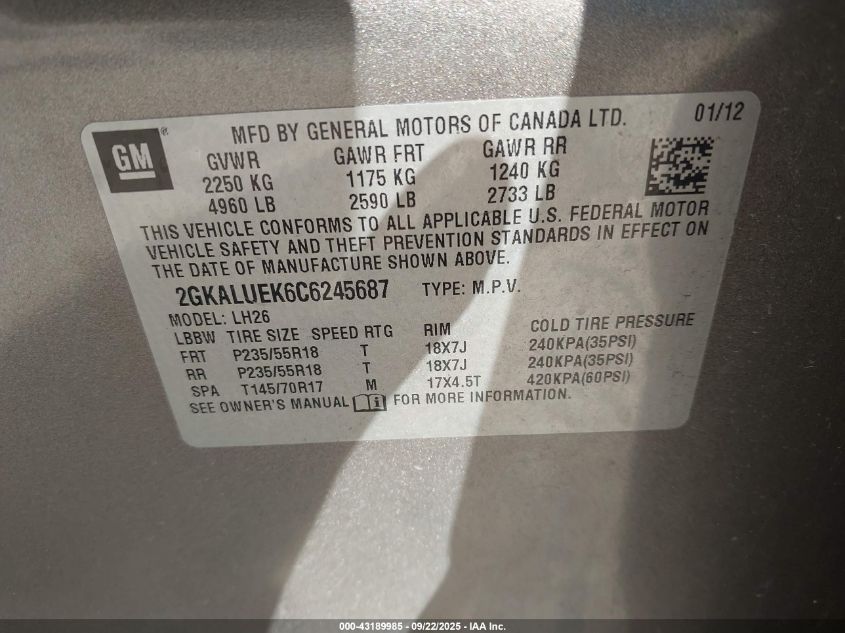 GM®
MFD BY GENERAL MOTORS OF CANADA LTD.
01/12
GVWR GAWR FRT GAWR RR
2250 KG 1175 KG 1240 KG
4960 LB 2590 LB 2733 LB
THIS VEHICLE CONFORMS TO ALL APPLICABLE U.S. FEDERAL MOTOR
VEHICLE SAFETY AND THEFT PREVENTION STANDARDS IN EFFECT ON
THE DATE OF MANUFACTURE SHOWN ABOVE.
2GKALUEK6C6245687 TYPE: M.P.V.
MODEL: LH26
LBBW TIRE SIZE SPEED RTG RIM COLD TIRE PRESSURE
FRT P235/55R18 T 18X7J 240KPA(35PSI)
RR P235/55R18 T 18X7J 240KPA(35PSI)
SPA T145/70R17 M 17X4.5T 420KPA(60PSI)
SEE OWNER'S MANUAL FOR MORE INFORMATION.
000-43189985 - 09/22/2025 - IAA Inc.